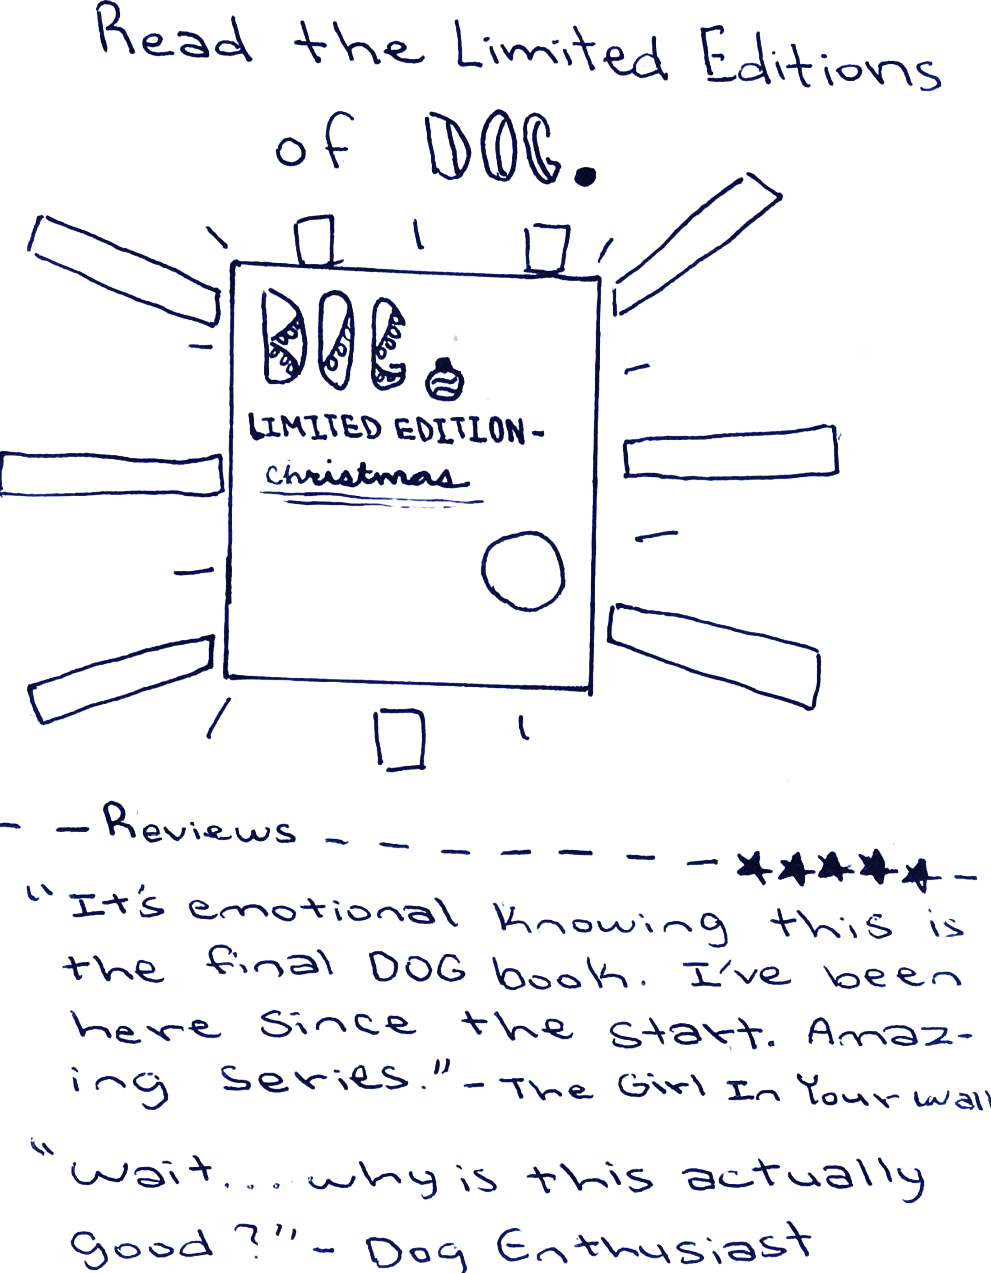 Read the Limited Editions
of DOG.
DOG.
LIMITED EDITION-
Christmas
- - Reviews - - - - - - - ★★★★★ -
"It's emotional knowing this is
the final DOG book. I've been
here since the start. Amaz-
ing series."- The Girl In Your wall
"wait... why is this actually
good?"- Dog Enthusiast